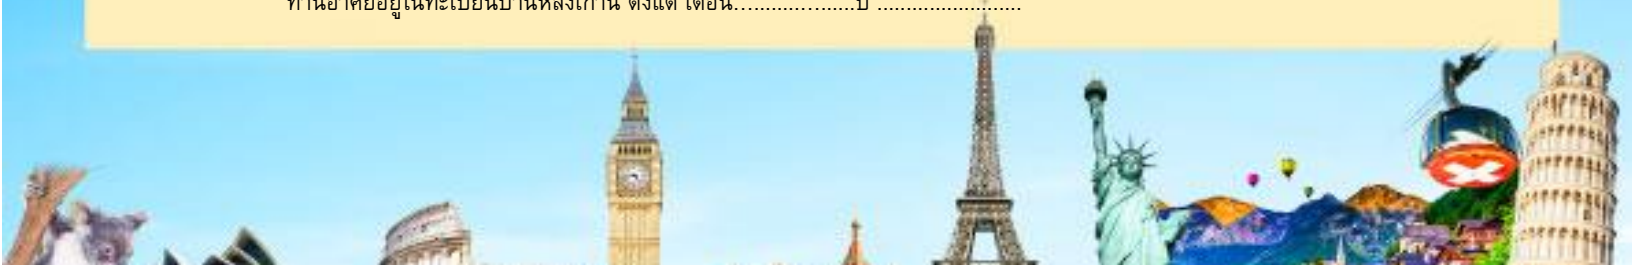 ท่านอาศัยอยู่ในทะเบียนบ้านหลังเก่านี้ ตั้งแต่ เดือน…..............ปี ........................